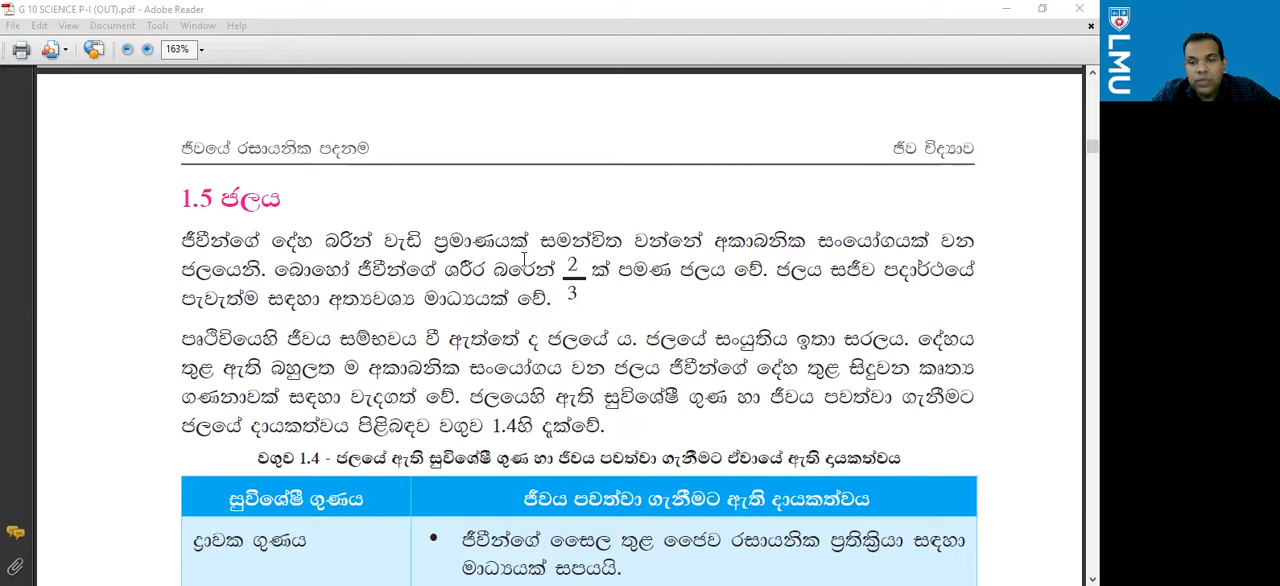 G 10 SCIENCE P-I (OUT).pdf - Adobe Reader
File Edit View Document Tools Window Help
163%
LMU
ජීවයේ රසායනික පදනම ජීව විද්‍යාව
1.5 ජලය
ජීවීන්ගේ දේහ බරින් වැඩි ප්‍රමාණයක් සමන්විත වන්නේ අකාබනික සංයෝගයක් වන
ජලයෙනි. බොහෝ ජීවීන්ගේ ශරීර බරෙන් 2/3 ක් පමණ ජලය වේ. ජලය සජීව පදාර්ථයේ
පැවැත්ම සඳහා අත්‍යවශ්‍ය මාධ්‍යයක් වේ.
පෘථිවියෙහි ජීවය සම්භවය වී ඇත්තේ ද ජලයේ ය. ජලයේ සංයුතිය ඉතා සරලය. දේහය
තුළ ඇති බහුලත ම අකාබනික සංයෝගය වන ජලය ජීවීන්ගේ දේහ තුළ සිදුවන කෘත්‍ය
ගණනාවක් සඳහා වැදගත් වේ. ජලයෙහි ඇති සුවිශේෂී ගුණ හා ජීවය පවත්වා ගැනීමට
ජලයේ දායකත්වය පිළිබඳව වගුව 1.4හි දැක්වේ.
වගුව 1.4 - ජලයේ ඇති සුවිශේෂී ගුණ හා ජීවය පවත්වා ගැනීමට ඒවායේ ඇති දායකත්වය
සුවිශේෂී ගුණය ජීවය පවත්වා ගැනීමට ඇති දායකත්වය
ද්‍රාවක ගුණය • ජීවීන්ගේ සෛල තුළ ජෛව රසායනික ප්‍රතික්‍රියා සඳහා
මාධ්‍යයක් සපයයි.